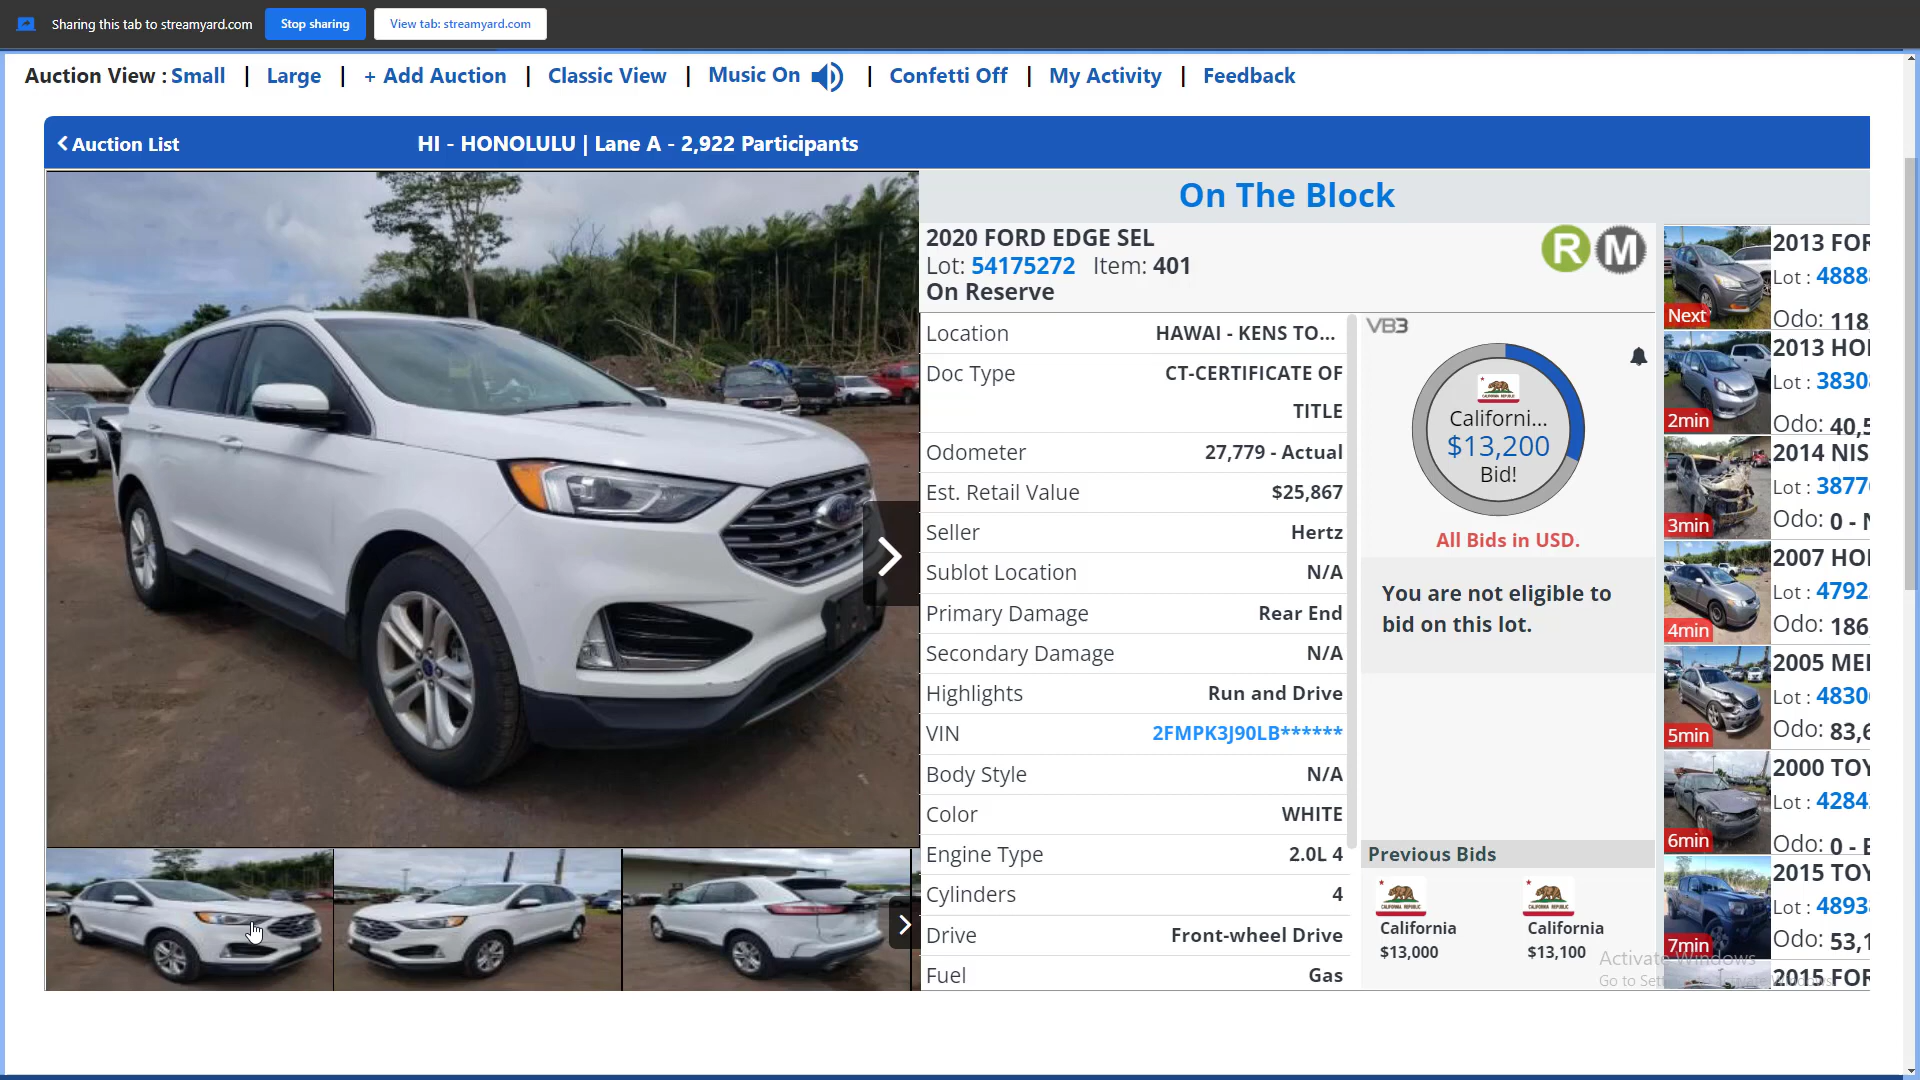 Sharing this tab to streamyard.com
Stop sharing
View tab: streamyard.com
Auction View : Small | Large | + Add Auction | Classic View | Music On | Confetti Off | My Activity | Feedback
Auction List
HI - HONOLULU | Lane A - 2,922 Participants
On The Block
2020 FORD EDGE SEL
Lot: 54175272 Item: 401
On Reserve
R M
Location HAWAI - KENS TO...
Doc Type CT-CERTIFICATE OF
TITLE
Odometer 27,779 - Actual
Est. Retail Value $25,867
Seller Hertz
Sublot Location N/A
Primary Damage Rear End
Secondary Damage N/A
Highlights Run and Drive
VIN 2FMPK3J90LB******
Body Style N/A
Color WHITE
Engine Type 2.0L 4
Cylinders 4
Drive Front-wheel Drive
Fuel Gas
VB3
Californi...
$13,200
Bid!
All Bids in USD.
You are not eligible to
bid on this lot.
Previous Bids
California
$13,000
California
$13,100
Next
2013 FOR
Lot : 4888
Odo: 118
2min
2013 HO
Lot : 3830
Odo: 40,5
3min
2014 NIS
Lot : 3877
Odo: 0 -
4min
2007 HO
Lot : 4792
Odo: 186
5min
2005 ME
Lot : 4830
Odo: 83,6
6min
2000 TOY
Lot : 4284
Odo: 0 - E
7min
2015 TOY
Lot : 4893
Odo: 53,1
2015 FOR
Activate Windows